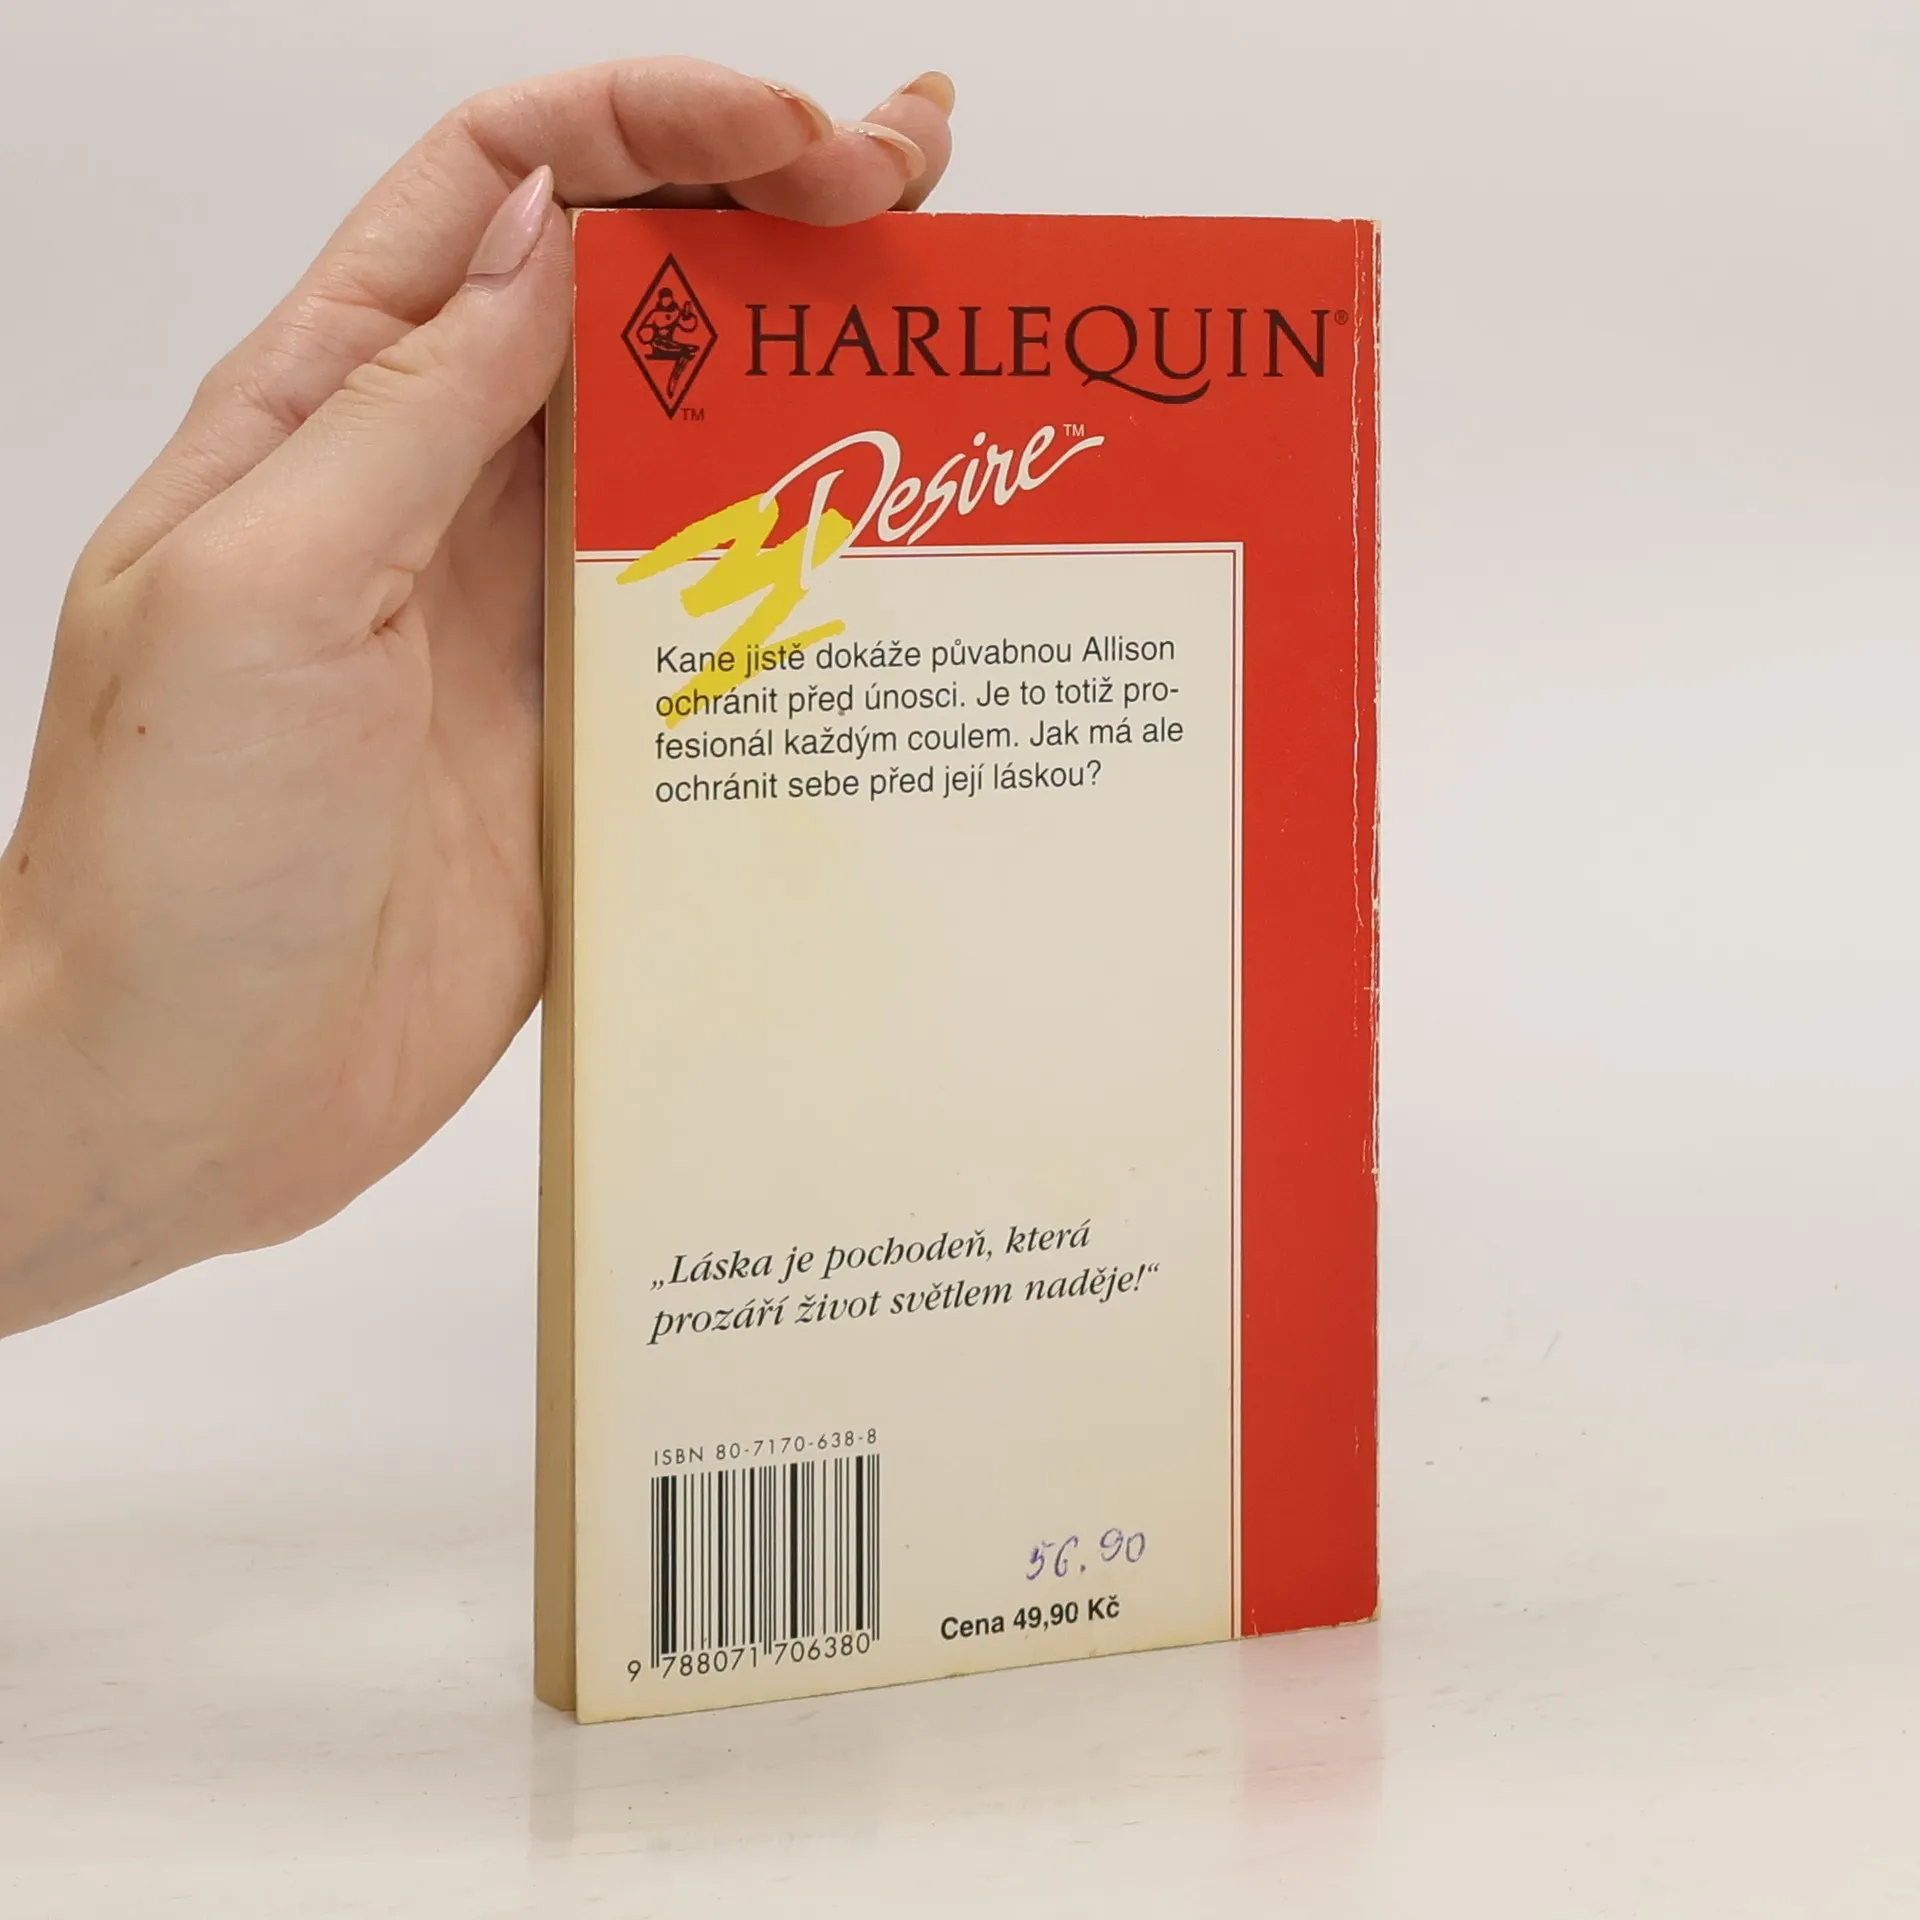 HARLEQUIN®
TM
Desire™
Kane jistě dokáže půvabnou Allison
ochránit před únosci. Je to totiž pro-
fesionál každým coulem. Jak má ale
ochránit sebe před její láskou?
„Láska je pochodeň, která
prozáří život světlem naděje!“
ISBN 80-7170-638-8
9 788071 706380
56.90
Cena 49,90 Kč